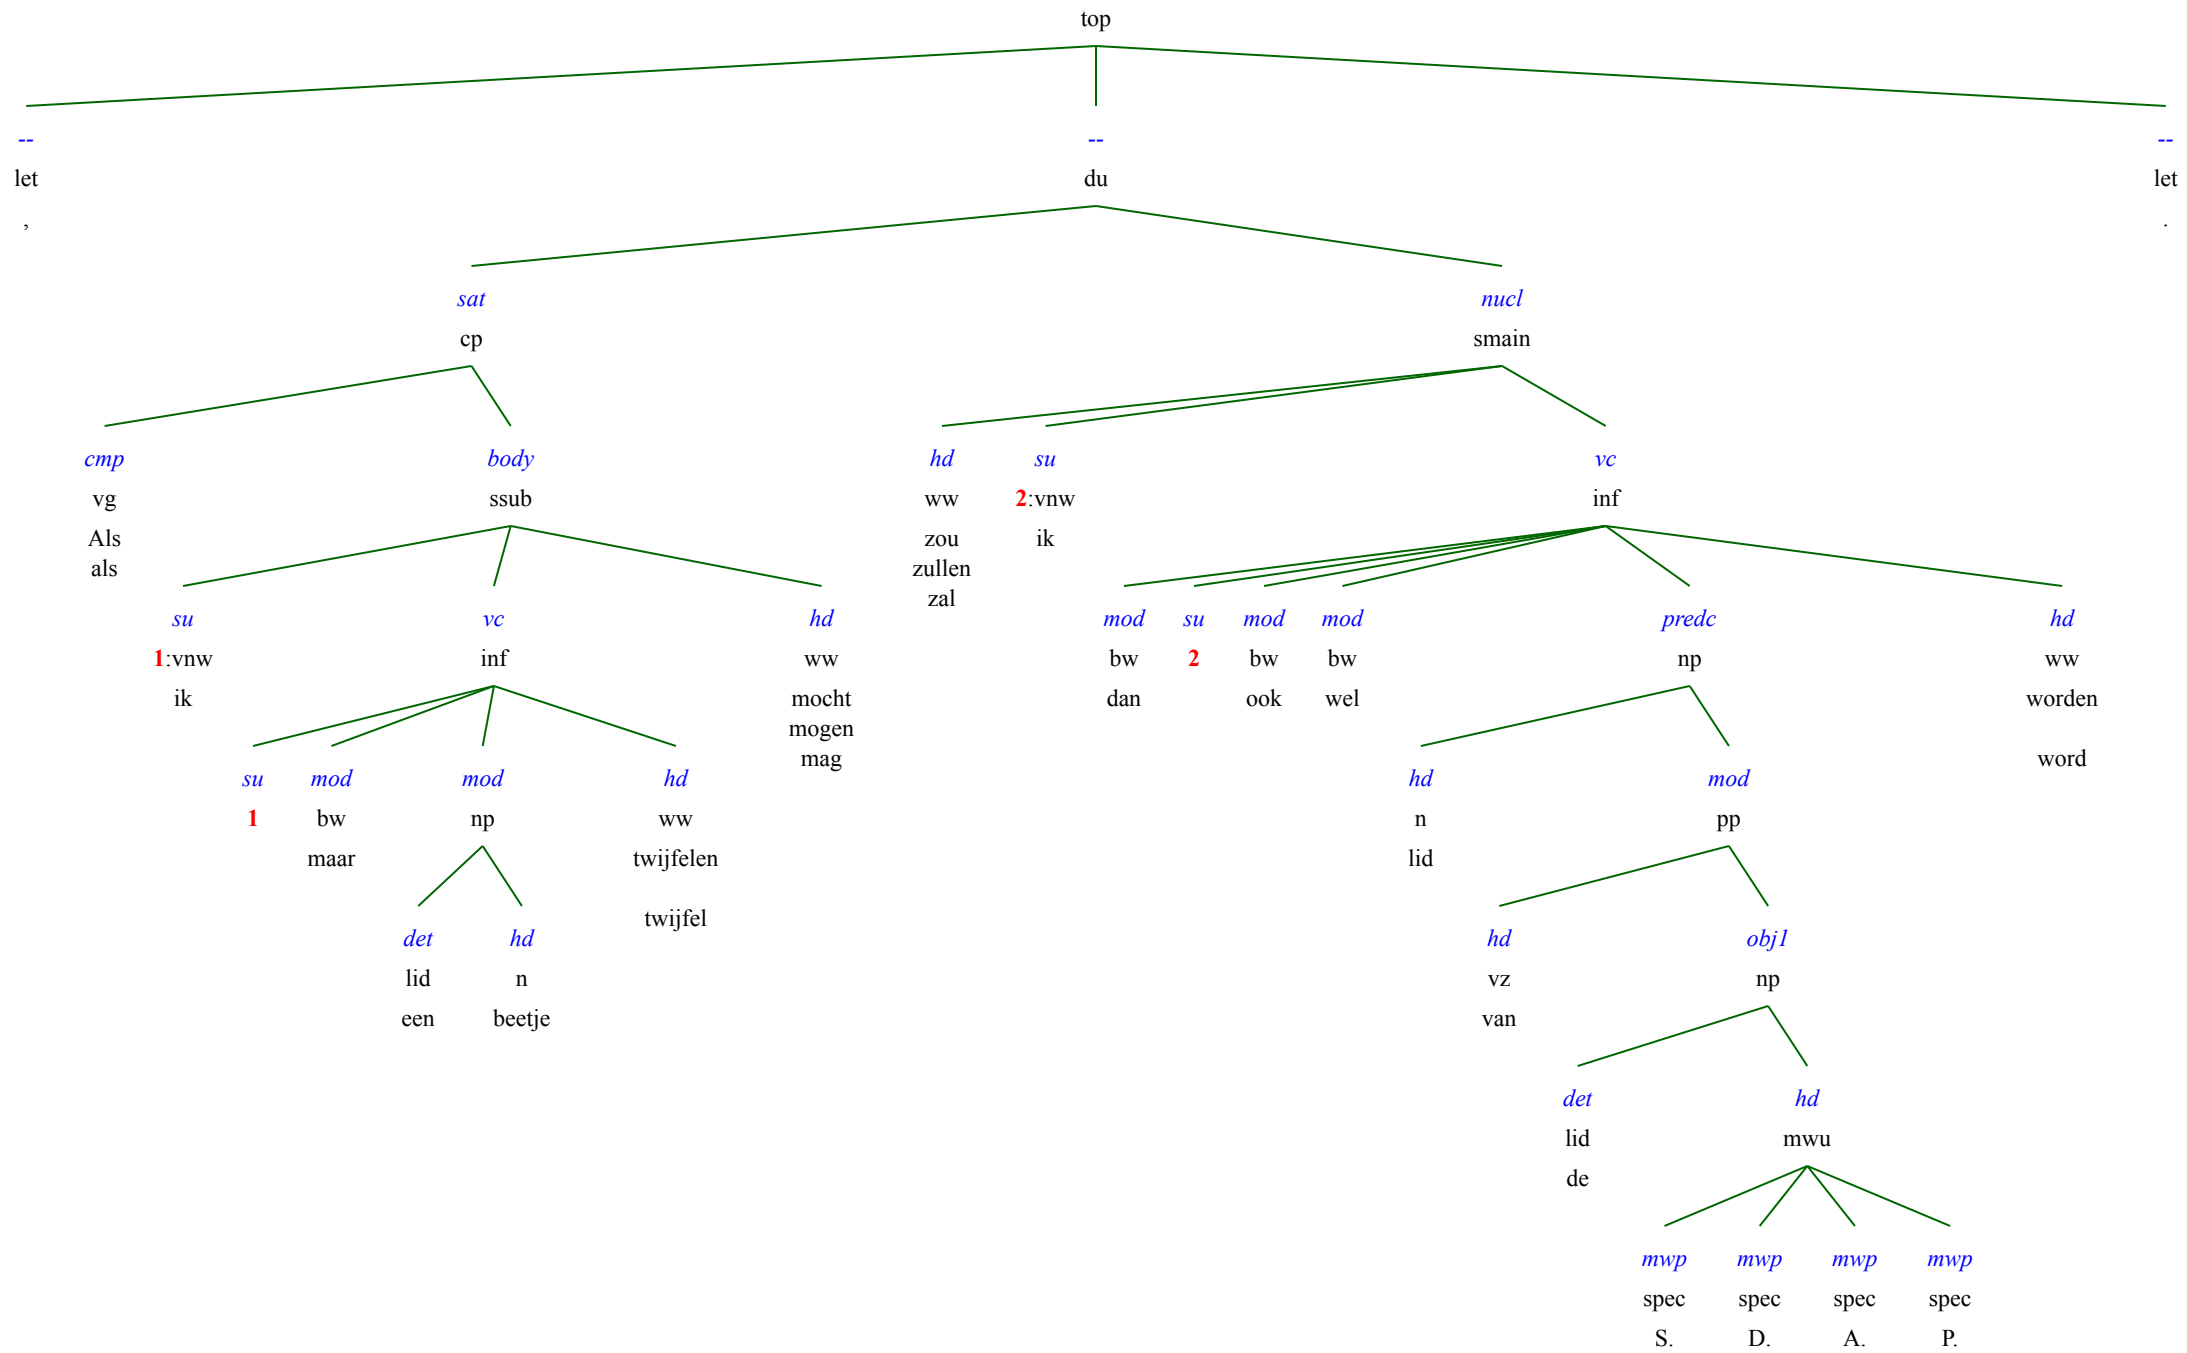 top
-- -- --
let du let
, .
sat nucl
cp smain
cmp body hd su vc
vg ssub ww 2:vnw inf
Als zou ik
als zullen
zal
su vc hd mod su mod mod predc hd
1:vnw inf ww bw 2 bw bw np ww
ik mocht dan ook wel worden
mogen
mag word
su mod mod hd hd mod
1 bw np ww n pp
maar twijfelen lid
twijfel
det hd hd obj1
lid n vz np
een beetje van
det hd
lid mwu
de
mwp mwp mwp mwp
spec spec spec spec
S. D. A. P.